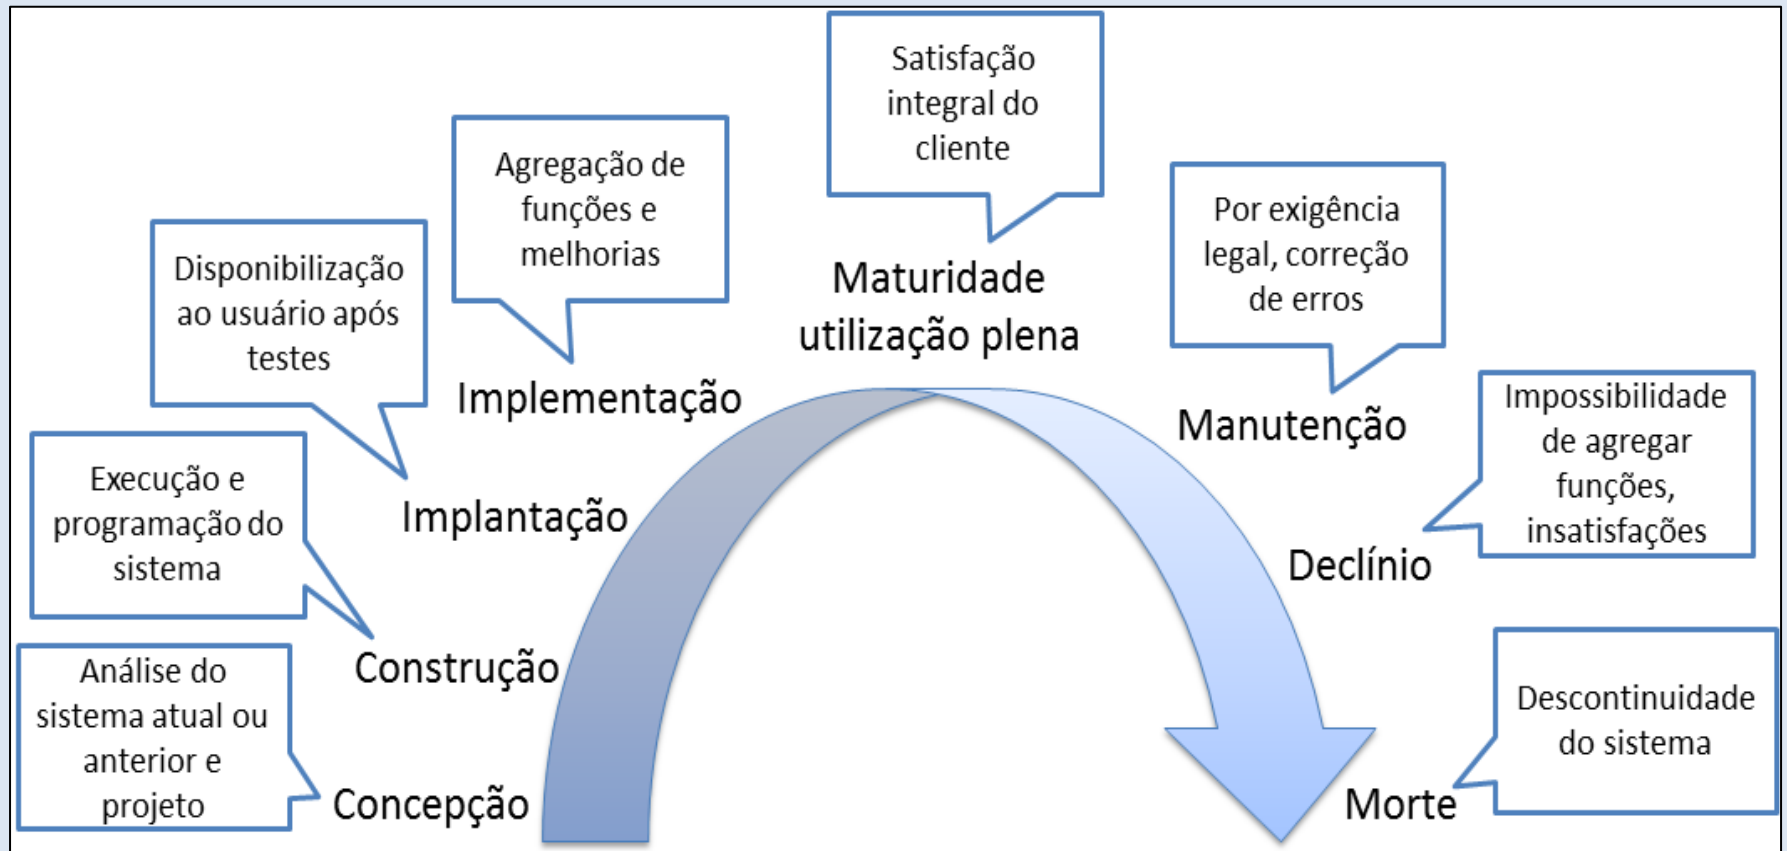 Análise do
sistema atual ou
anterior e
projeto
Concepção
Execução e
programação do
sistema
Construção
Disponibilização
ao usuário após
testes
Implantação
Agregação de
funções e
melhorias
Implementação
Satisfação
integral do
cliente
Maturidade
utilização plena
Por exigência
legal, correção
de erros
Manutenção
Impossibilidade
de agregar
funções,
insatisfações
Declínio
Descontinuidade
do sistema
Morte